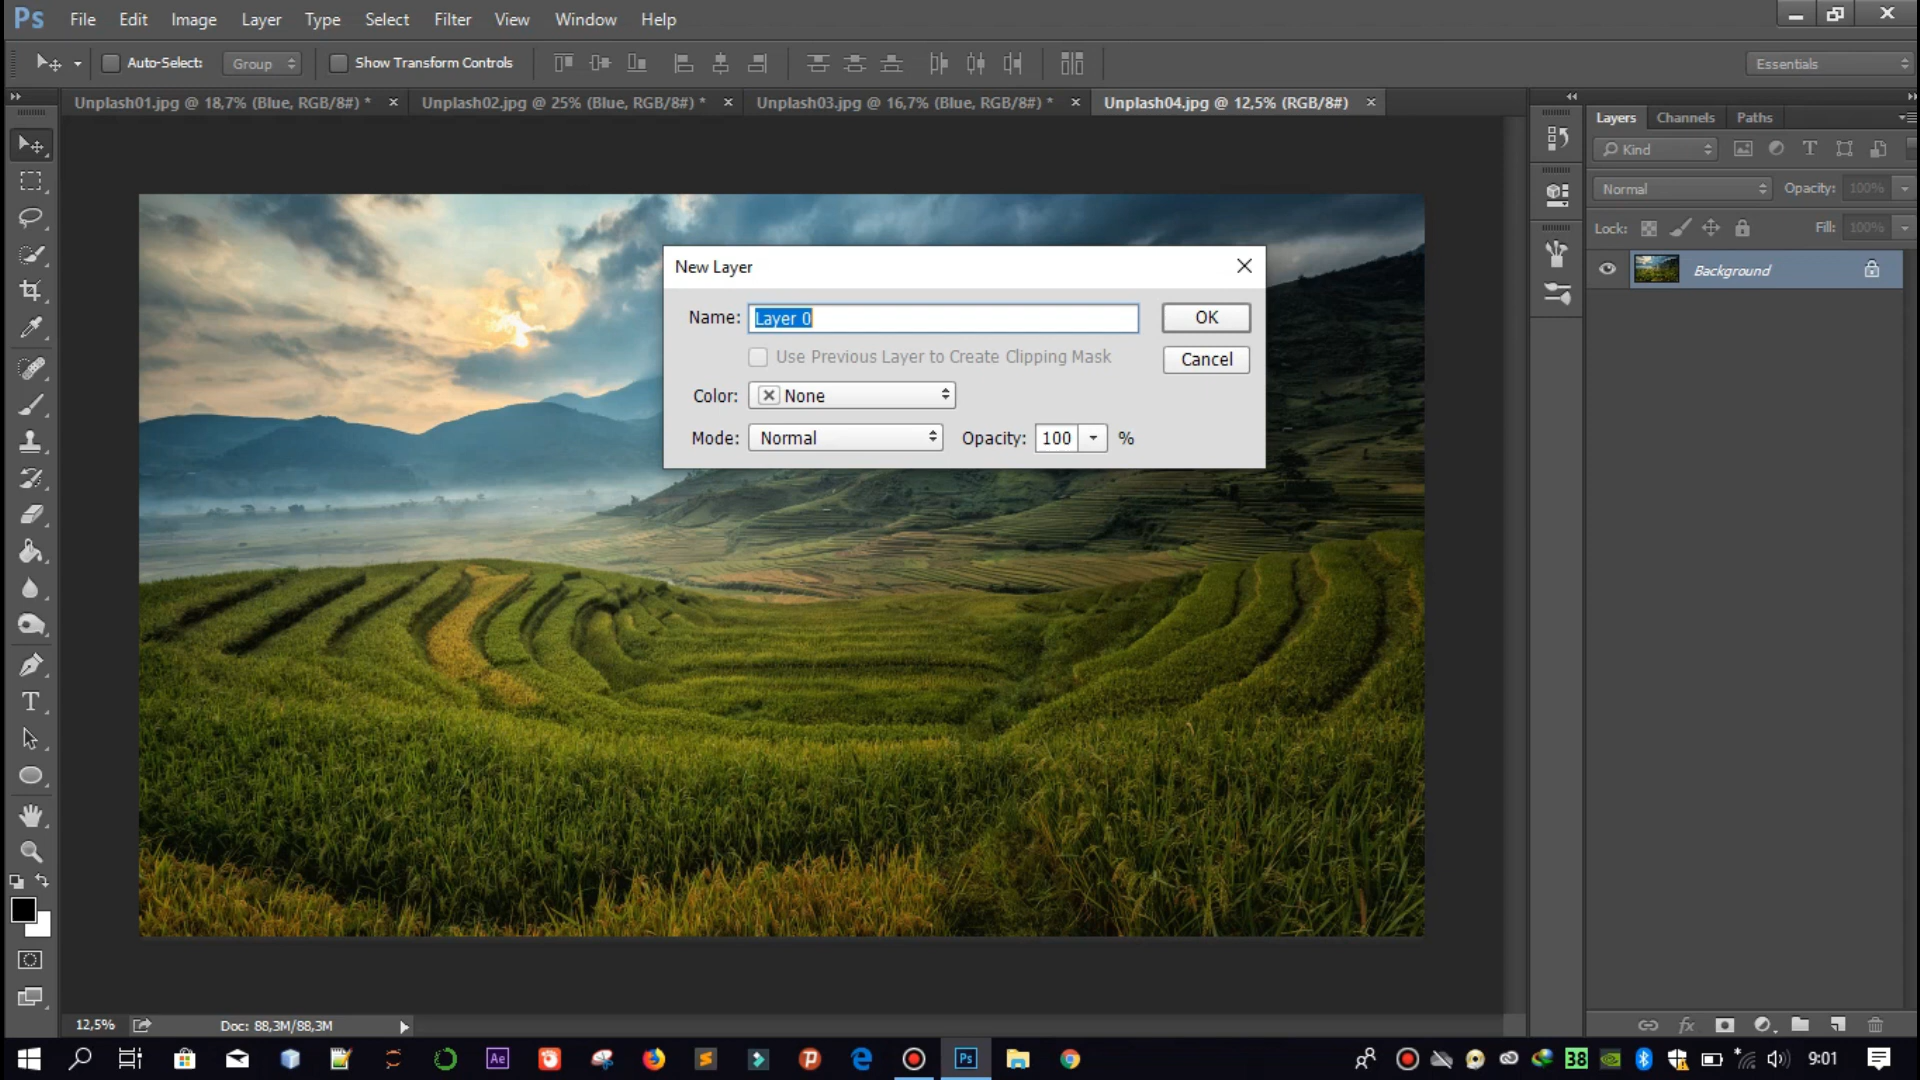 Ps File Edit Image Layer Type Select Filter View Window Help
Auto-Select: Group Show Transform Controls Essentials
Unplash01.jpg @ 18,7% (Blue, RGB/8#) * × Unplash02.jpg @ 25% (Blue, RGB/8#) * × Unplash03.jpg @ 16,7% (Blue, RGB/8#) * × Unplash04.jpg @ 12,5% (RGB/8#) ×
Layers Channels Paths
Kind
Normal Opacity: 100%
Lock: Fill: 100%
Background
New Layer
Name: Layer 0 OK
Use Previous Layer to Create Clipping Mask Cancel
Color: None
Mode: Normal Opacity: 100 %
12,5% Doc: 88,3M/88,3M
Ae Ps 38 9:01